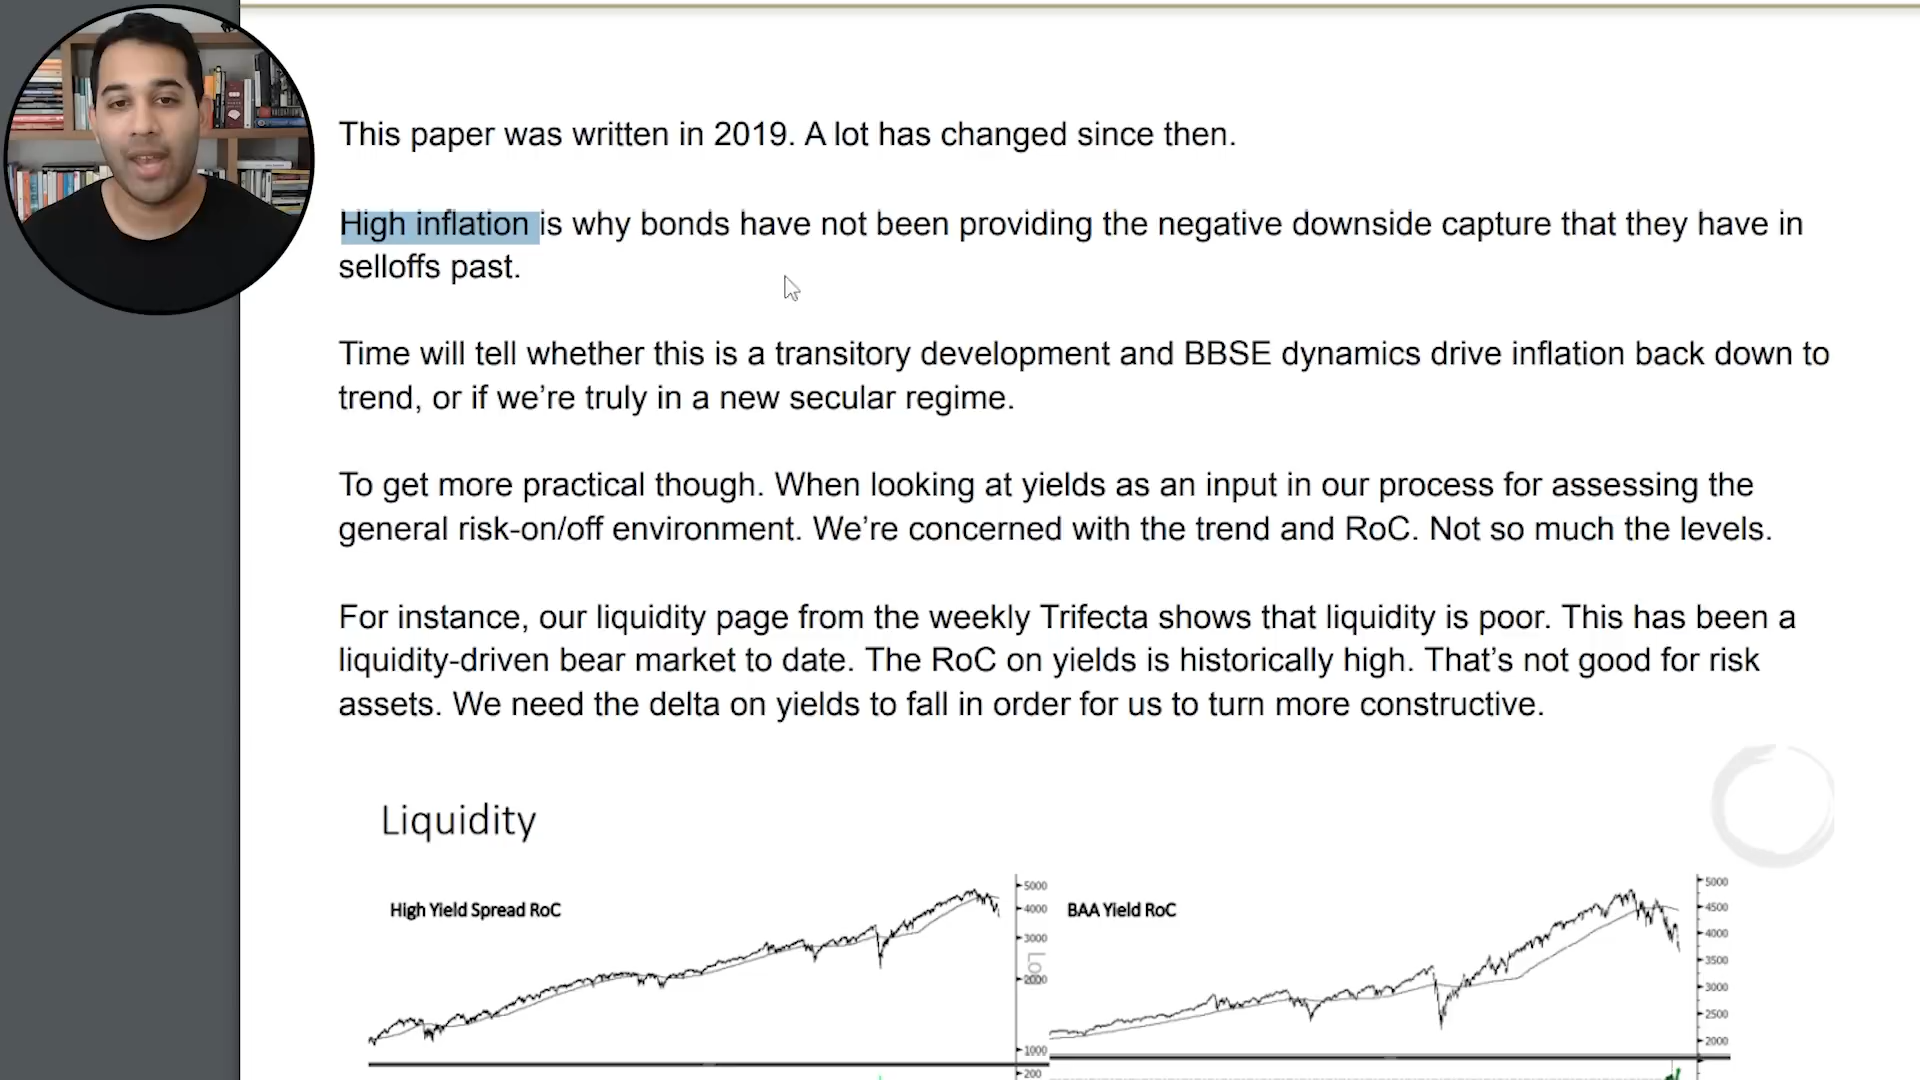 This paper was written in 2019. A lot has changed since then.
High inflation is why bonds have not been providing the negative downside capture that they have in
selloffs past.
Time will tell whether this is a transitory development and BBSE dynamics drive inflation back down to
trend, or if we’re truly in a new secular regime.
To get more practical though. When looking at yields as an input in our process for assessing the
general risk-on/off environment. We’re concerned with the trend and RoC. Not so much the levels.
For instance, our liquidity page from the weekly Trifecta shows that liquidity is poor. This has been a
liquidity-driven bear market to date. The RoC on yields is historically high. That’s not good for risk
assets. We need the delta on yields to fall in order for us to turn more constructive.
Liquidity
High Yield Spread RoC
5000
4000
3000
2000
1000
200
BAA Yield RoC
5000
4500
4000
3500
3000
2500
2000